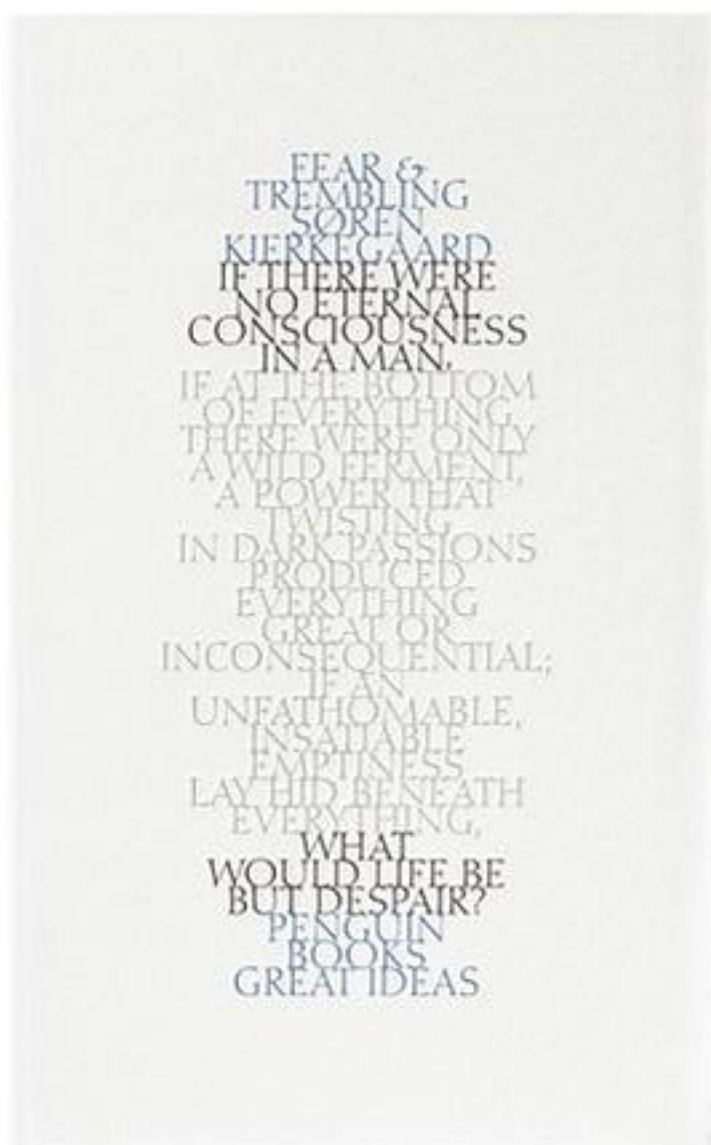 FEAR &
TREMBLING
SØREN
KIERKEGAARD
IF THERE WERE
NO ETERNAL
CONSCIOUSNESS
IN A MAN,
IF AT THE BOTTOM
OF EVERYTHING
THERE WERE ONLY
A WILD FERMENT,
A POWER THAT
TWISTING
IN DARK PASSIONS
PRODUCED
EVERYTHING
GREAT OR
INCONSEQUENTIAL;
IF AN
UNFATHOMABLE,
INSATIABLE
EMPTINESS
LAY HID BENEATH
EVERYTHING,
WHAT
WOULD LIFE BE
BUT DESPAIR?
PENGUIN
BOOKS
GREAT IDEAS